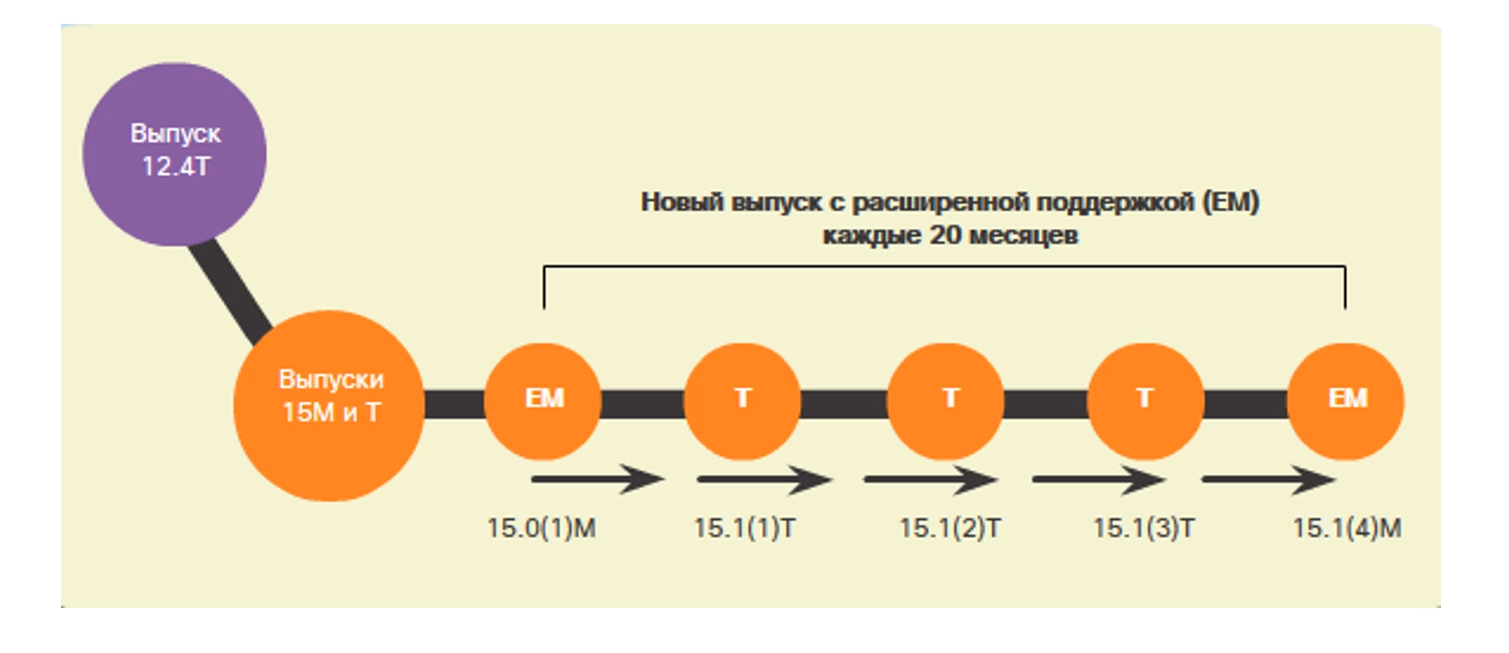 Выпуск
12.4T
Новый выпуск с расширенной поддержкой (EM)
каждые 20 месяцев
Выпуски
15M и T
EM
T
T
T
EM
15.0(1)M
15.1(1)T
15.1(2)T
15.1(3)T
15.1(4)M